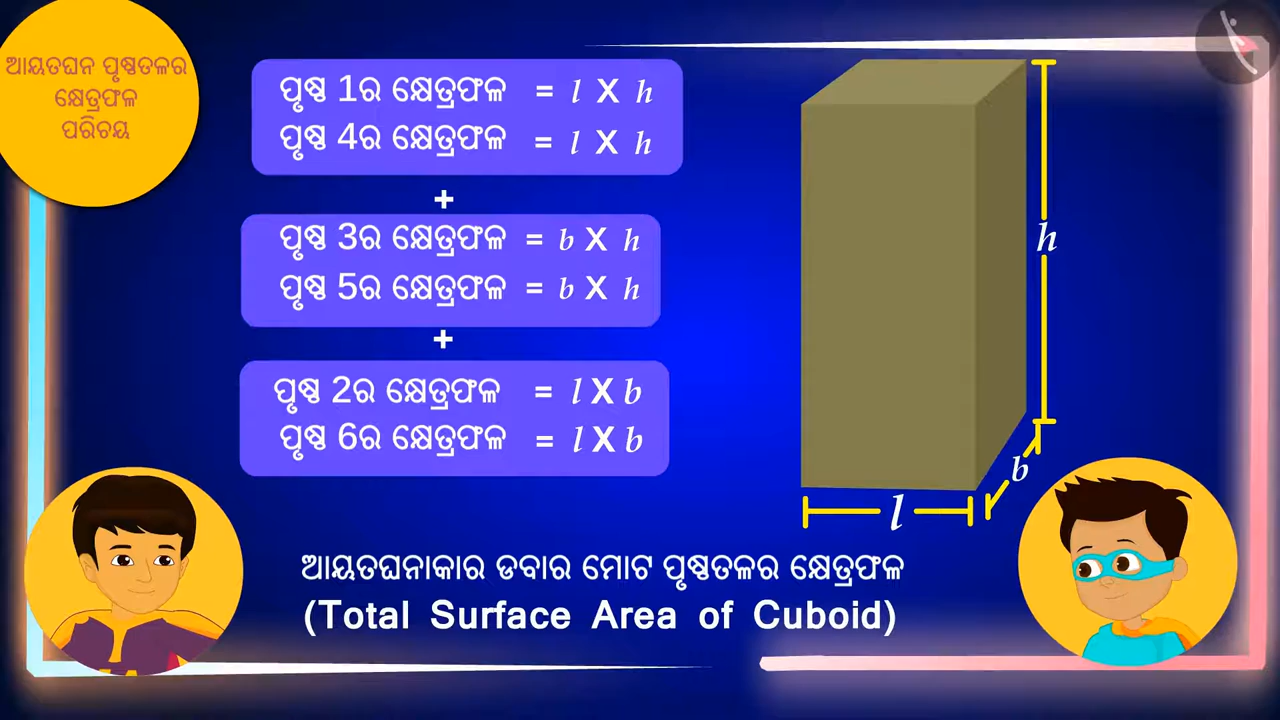 ଆୟତଘନ ପୃଷ୍ଠତଳର
କ୍ଷେତ୍ରଫଳ
ପରିଚୟ
ପୃଷ୍ଠ 1ର କ୍ଷେତ୍ରଫଳ = l X h
ପୃଷ୍ଠ 4ର କ୍ଷେତ୍ରଫଳ = l X h
+
ପୃଷ୍ଠ 3ର କ୍ଷେତ୍ରଫଳ = b X h
ପୃଷ୍ଠ 5ର କ୍ଷେତ୍ରଫଳ = b X h
+
ପୃଷ୍ଠ 2ର କ୍ଷେତ୍ରଫଳ = l X b
ପୃଷ୍ଠ 6ର କ୍ଷେତ୍ରଫଳ = l X b
h
b
l
ଆୟତଘନାକାର ଡବାର ମୋଟ ପୃଷ୍ଠତଳର କ୍ଷେତ୍ରଫଳ
(Total Surface Area of Cuboid)